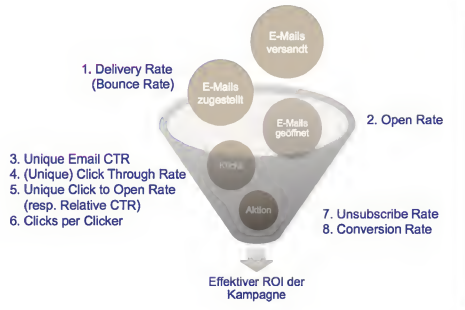 E-Mails
versandt
1. Delivery Rate
(Bounce Rate)
E-Mails
zugestellt
E-Mails
geöffnet
2. Open Rate
3. Unique Email CTR
4. (Unique) Click Through Rate
5. Unique Click to Open Rate
(resp. Relative CTR)
6. Clicks per Clicker
Klicks
Aktion
7. Unsubscribe Rate
8. Conversion Rate
Effektiver ROI der
Kampagne